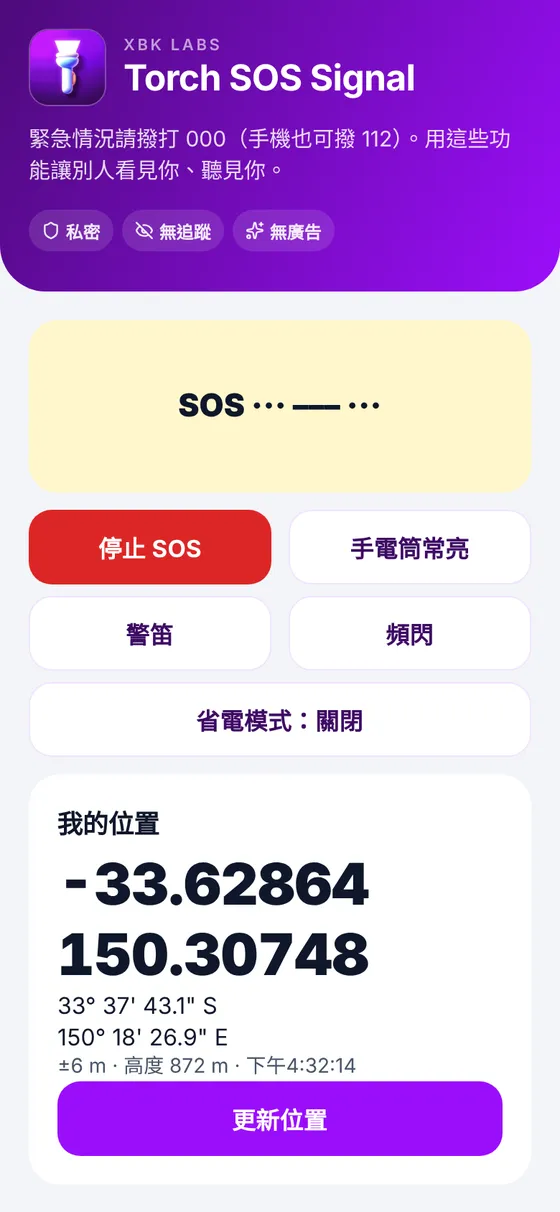 XBK LABS
Torch SOS Signal
緊急情況請撥打 000（手機也可撥 112）。用這些功
能讓別人看見你、聽見你。
私密
無追蹤
無廣告
SOS ··· ——— ···
停止 SOS
手電筒常亮
警笛
頻閃
省電模式：關閉
我的位置
-33.62864
150.30748
33° 37' 43.1" S
150° 18' 26.9" E
±6 m · 高度 872 m · 下午4:32:14
更新位置